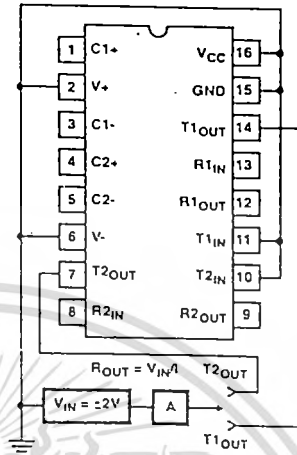 1 C1+ VCC 16
2 V+ GND 15
3 C1- T1OUT 14
4 C2+ R1IN 13
5 C2- R1OUT 12
6 V- T1IN 11
7 T2OUT T2IN 10
8 R2IN R2OUT 9
ROUT = VIN/I T2OUT
VIN = ±2V A
T1OUT